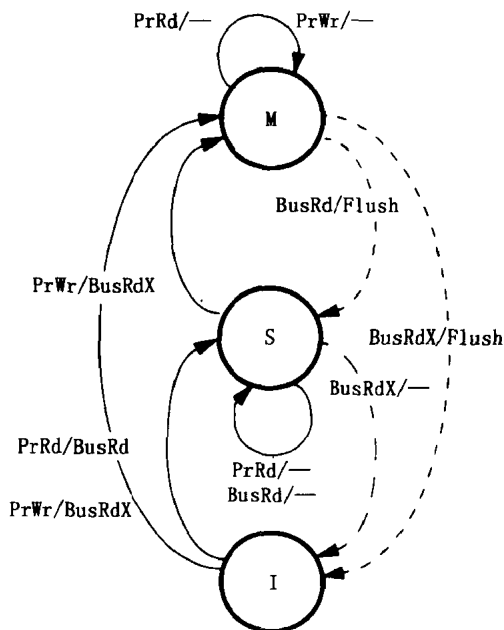 PrRd/—
PrWr/—
M
BusRd/Flush
PrWr/BusRdX
S
BusRdX/Flush
BusRdX/—
PrRd/BusRd
PrRd/—
BusRd/—
PrWr/BusRdX
I